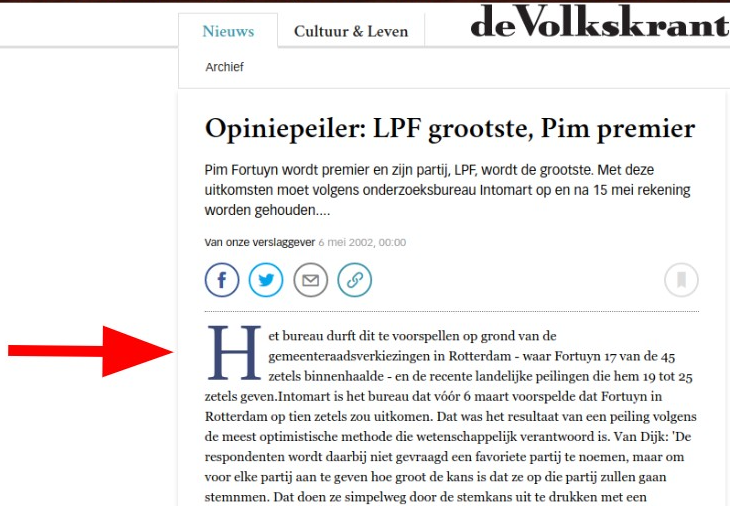 deVolkskrant
Nieuws
Cultuur & Leven
Archief
Opiniepeiler: LPF grootste, Pim premier
Pim Fortuyn wordt premier en zijn partij, LPF, wordt de grootste. Met deze
uitkomsten moet volgens onderzoeksbureau Intomart op en na 15 mei rekening
worden gehouden....
Van onze verslaggever 6 mei 2002, 00:00
Het bureau durft dit te voorspellen op grond van de
gemeenteraadsverkiezingen in Rotterdam - waar Fortuyn 17 van de 45
zetels binnenhaalde - en de recente landelijke peilingen die hem 19 tot 25
zetels geven.Intomart is het bureau dat vóór 6 maart voorspelde dat Fortuyn in
Rotterdam op tien zetels zou uitkomen. Dat was het resultaat van een peiling volgens
de meest optimistische methode die wetenschappelijk verantwoord is. Van Dijk: 'De
respondenten wordt daarbij niet gevraagd een favoriete partij te noemen, maar om
voor elke partij aan te geven hoe groot de kans is dat ze op die partij zullen gaan
stemnmen. Dat doen ze simpelweg door de stemkans uit te drukken met een